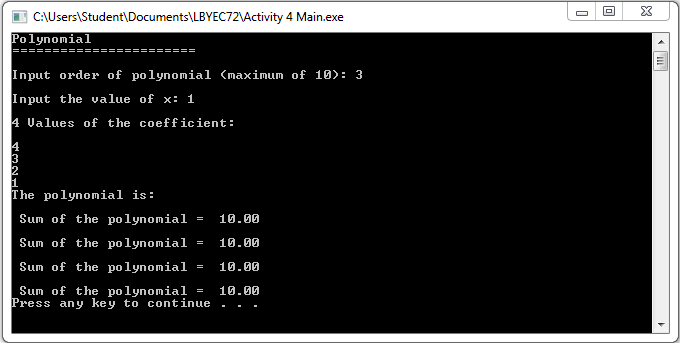 C:\Users\Student\Documents\LBYEC72\Activity 4 Main.exe
Polynomial
=======================
Input order of polynomial (maximum of 10): 3
Input the value of x: 1
4 Values of the coefficient:
4
3
2
1
The polynomial is:
Sum of the polynomial =  10.00
Sum of the polynomial =  10.00
Sum of the polynomial =  10.00
Sum of the polynomial =  10.00
Press any key to continue . . .